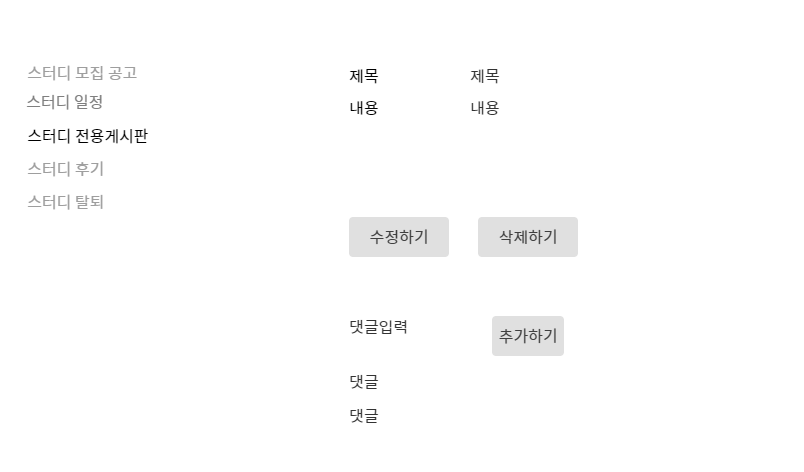 스터디 모집 공고
스터디 일정
스터디 전용게시판
스터디 후기
스터디 탈퇴
제목 제목
내용 내용
수정하기 삭제하기
댓글입력 추가하기
댓글
댓글